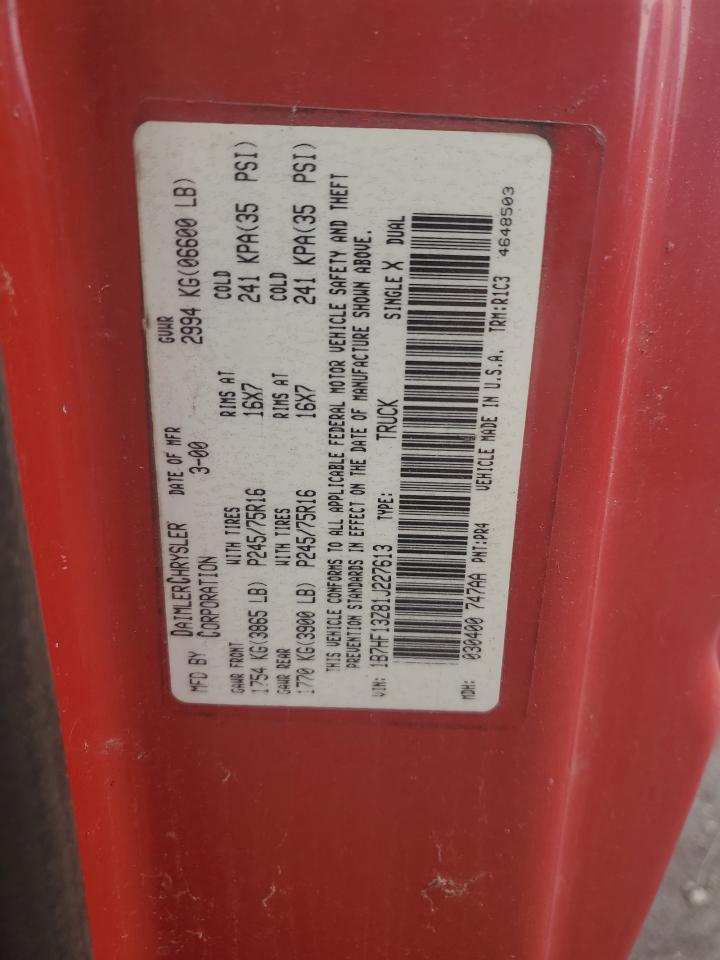 MFD BY DAIMLERCHRYSLER CORPORATION DATE OF MFR 3-00 GVWR 2994 KG(06600 LB)
GAWR FRONT WITH TIRES RIMS AT COLD
1754 KG(3865 LB) P245/75R16 16X7 241 KPA(35 PSI)
GAWR REAR WITH TIRES RIMS AT COLD
1770 KG(3900 LB) P245/75R16 16X7 241 KPA(35 PSI)
THIS VEHICLE CONFORMS TO ALL APPLICABLE FEDERAL MOTOR VEHICLE SAFETY AND THEFT
PREVENTION STANDARDS IN EFFECT ON THE DATE OF MANUFACTURE SHOWN ABOVE.
VIN: 1B7HF13Z81J227613 TYPE: TRUCK SINGLE X DUAL
MDH: 030400 747AA PNT:PR4 VEHICLE MADE IN U.S.A. TRM:R1C3 4648503